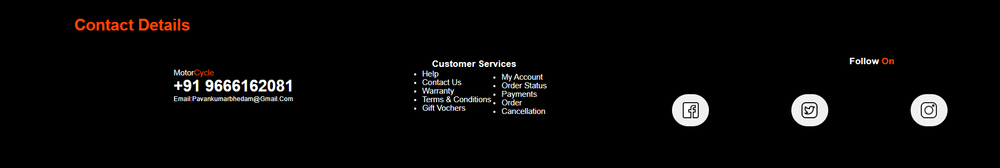 Contact Details
MotorCycle
+91 9666162081
Email:Pavankumarbhedam@Gmail.Com
Customer Services
Help
Contact Us
Warranty
Terms & Conditions
Gift Vochers
My Account
Order Status
Payments
Order
Cancellation
Follow On